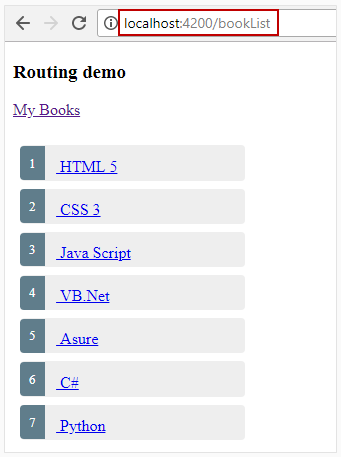 localhost:4200/bookList
Routing demo
My Books
1 HTML 5
2 CSS 3
3 Java Script
4 VB.Net
5 Asure
6 C#
7 Python